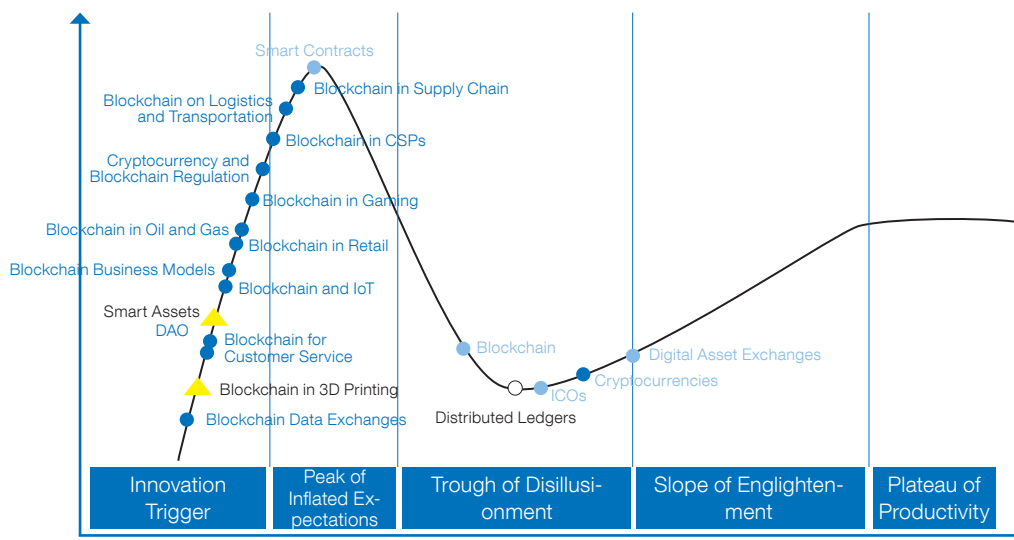 Smart Contracts
Blockchain in Supply Chain
Blockchain on Logistics
and Transportation
Blockchain in CSPs
Cryptocurrency and
Blockchain Regulation
Blockchain in Gaming
Blockchain in Oil and Gas
Blockchain in Retail
Blockchain Business Models
Blockchain and IoT
Smart Assets
DAO
Blockchain for
Customer Service
Blockchain in 3D Printing
Blockchain Data Exchanges
Blockchain
Digital Asset Exchanges
Cryptocurrencies
ICOs
Distributed Ledgers
Innovation
Trigger
Peak of
Inflated Ex-
pectations
Trough of Disillusi-
onment
Slope of Englighten-
ment
Plateau of
Productivity